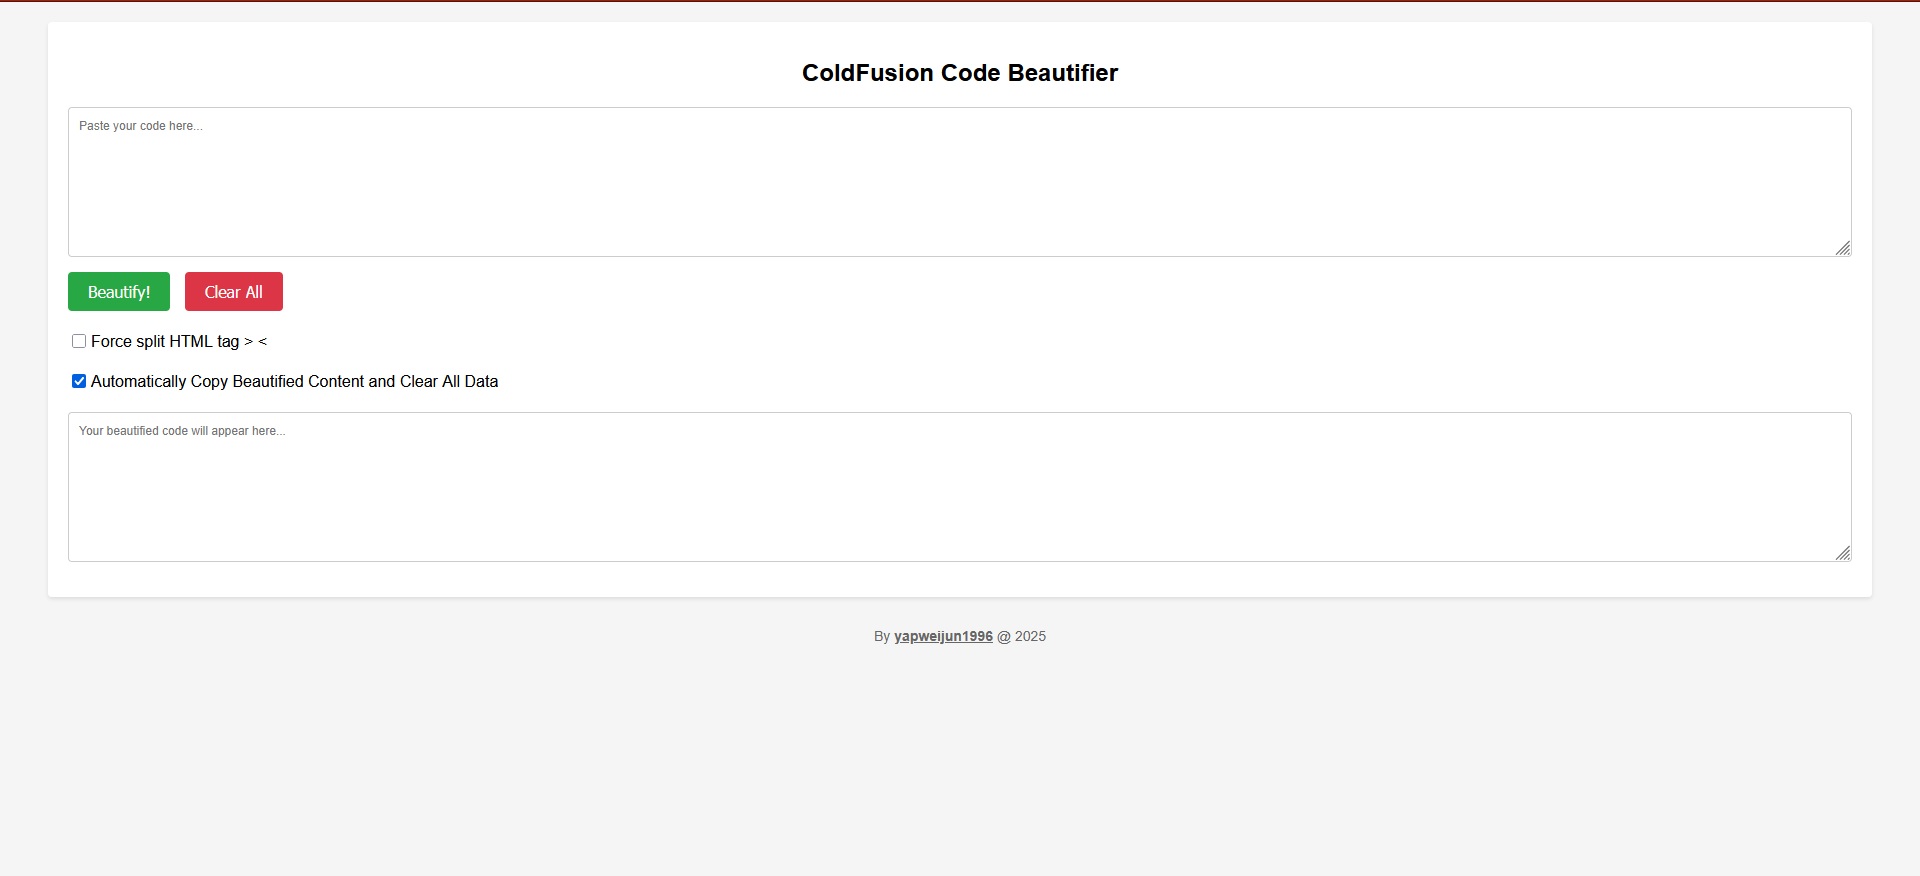 ColdFusion Code Beautifier
Paste your code here...
Beautify! Clear All
Force split HTML tag > <
Automatically Copy Beautified Content and Clear All Data
Your beautified code will appear here...
By yapweijun1996 @ 2025